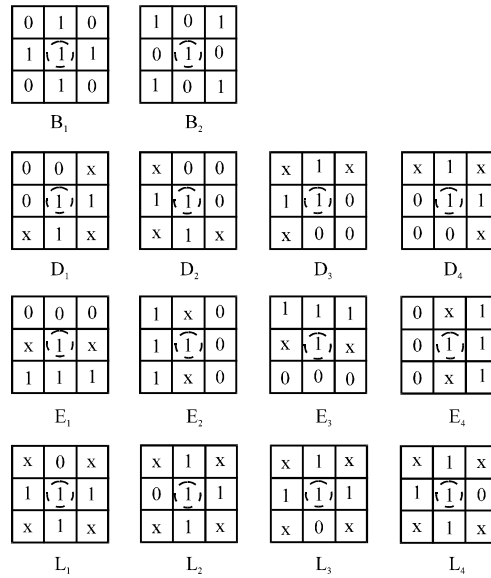 0 1 0 1 0 1
1 1 1 0 1 0
0 1 0 1 0 1
B₁ B₂
0 0 x x 0 0 x 1 x x 1 x
0 1 1 1 1 0 1 1 0 0 1 1
x 1 x x 1 x x 0 0 0 0 x
D₁ D₂ D₃ D₄
0 0 0 1 x 0 1 1 1 0 x 1
x 1 x 1 1 0 x 1 x 0 1 1
1 1 1 1 x 0 0 0 0 0 x 1
E₁ E₂ E₃ E₄
x 0 x x 1 x x 1 x x 1 x
1 1 1 0 1 1 1 1 1 1 1 0
x 1 x x 1 x x 0 x x 1 x
L₁ L₂ L₃ L₄